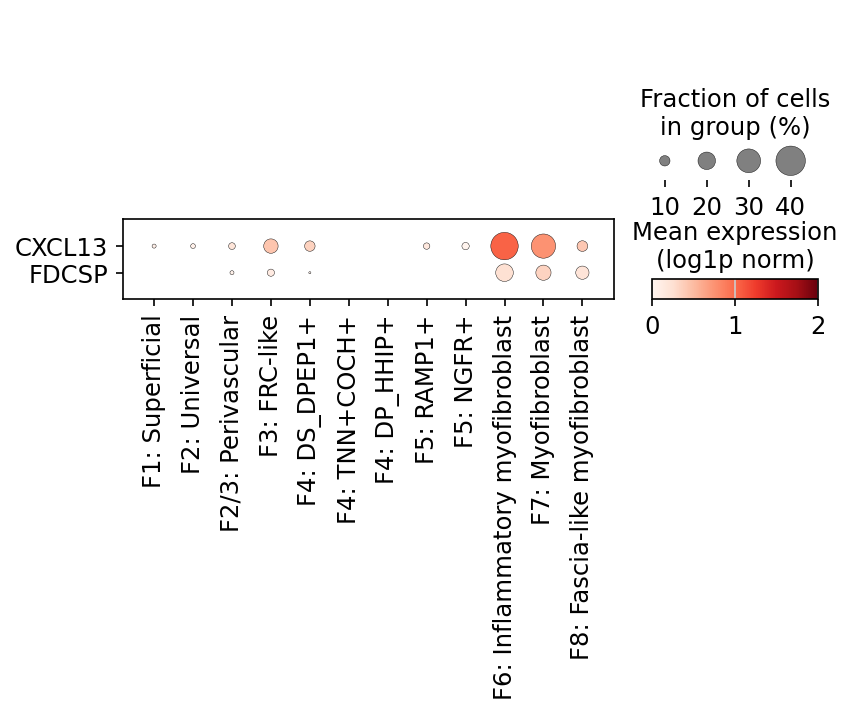 Fraction of cells
in group (%)
10 20 30 40
Mean expression
(log1p norm)
0 1 2
CXCL13
FDCSP
F1: Superficial
F2: Universal
F2/3: Perivascular
F3: FRC-like
F4: DS_DPEP1+
F4: TNN+COCH+
F4: DP_HHIP+
F5: RAMP1+
F5: NGFR+
F6: Inflammatory myofibroblast
F7: Myofibroblast
F8: Fascia-like myofibroblast